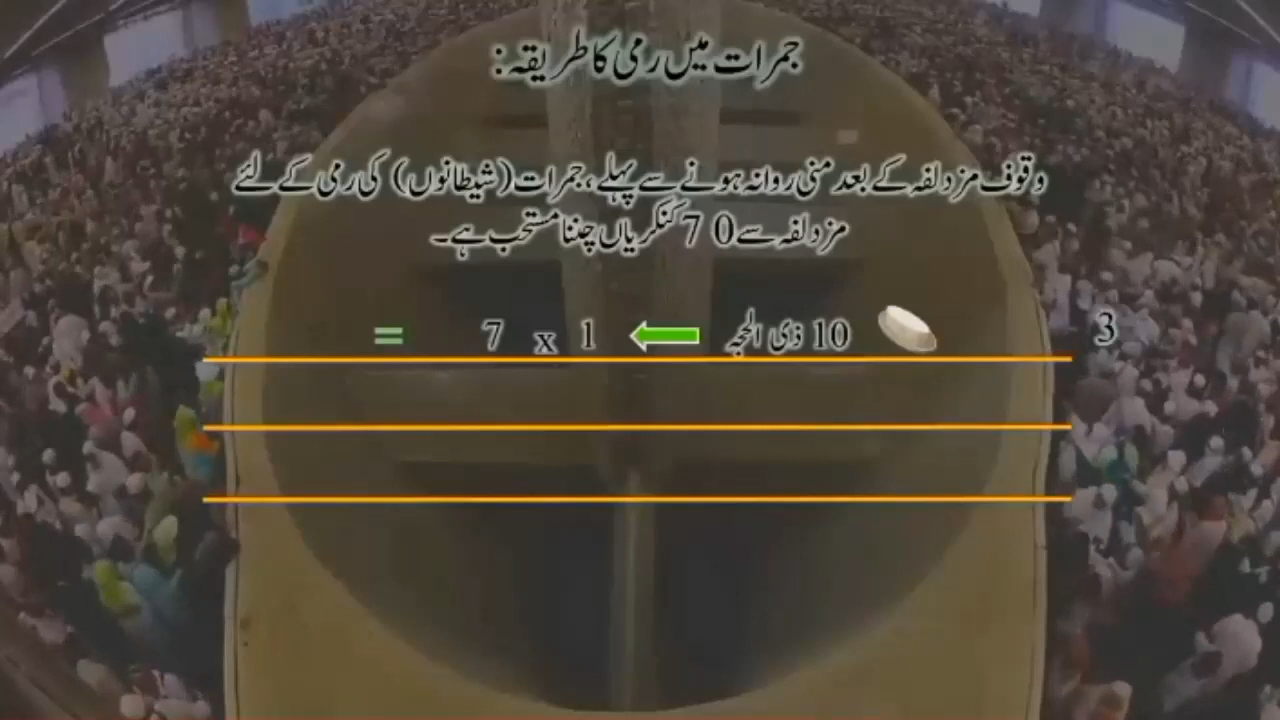 جمرات میں رمی کا طریقہ:
وقوف مزدلفہ کے بعد منی روانہ ہونے سے پہلے، جمرات (شیطانوں) کی رمی کے لئے
مزدلفہ سے 70 کنکریاں چننا مستحب ہے۔
3 10 ذی الحجہ 1 x 7 =